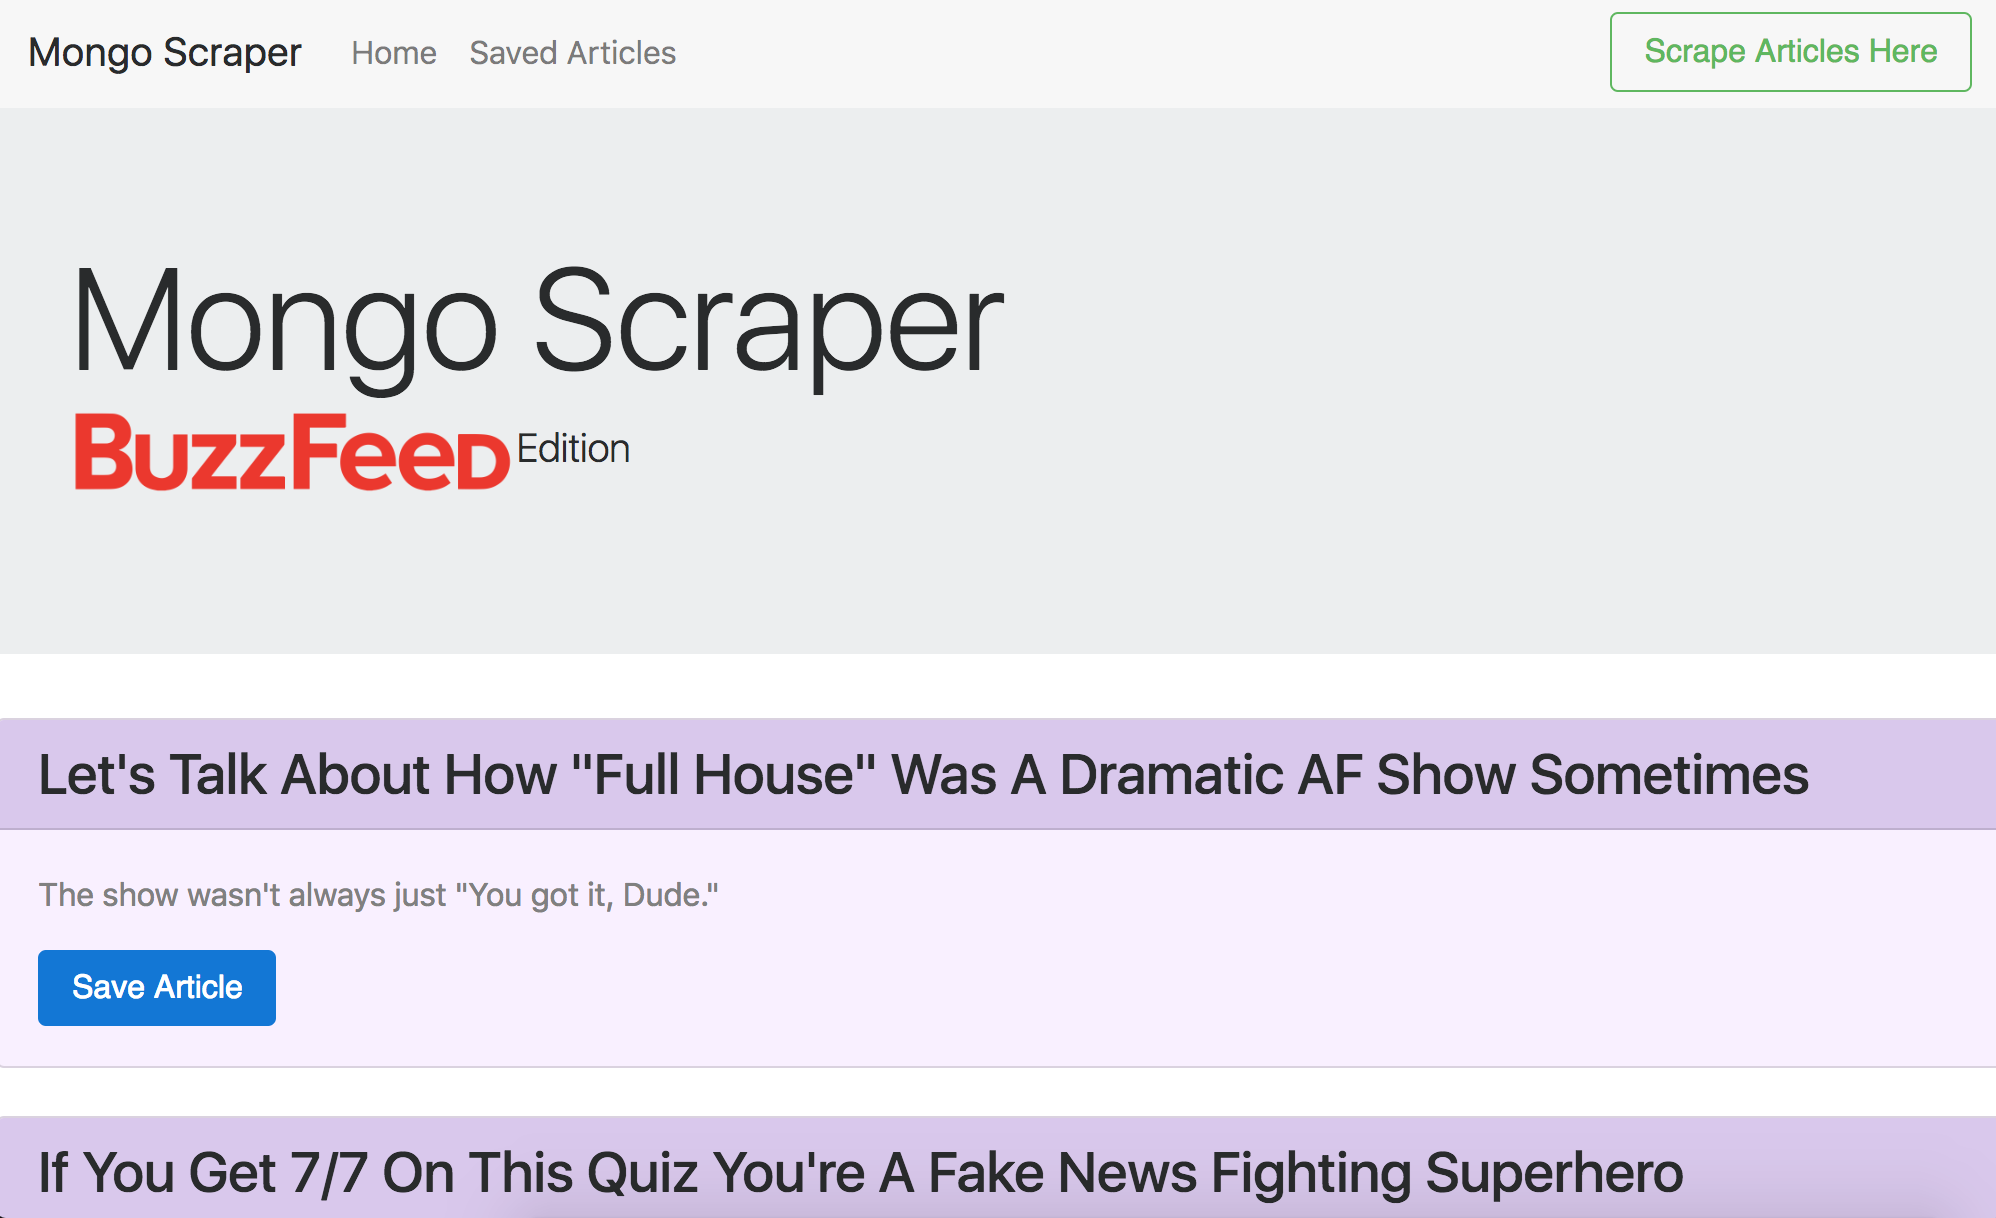 Mongo Scraper Home Saved Articles Scrape Articles Here
Mongo Scraper
BuzzFeed Edition
Let's Talk About How "Full House" Was A Dramatic AF Show Sometimes
The show wasn't always just "You got it, Dude."
Save Article
If You Get 7/7 On This Quiz You're A Fake News Fighting Superhero